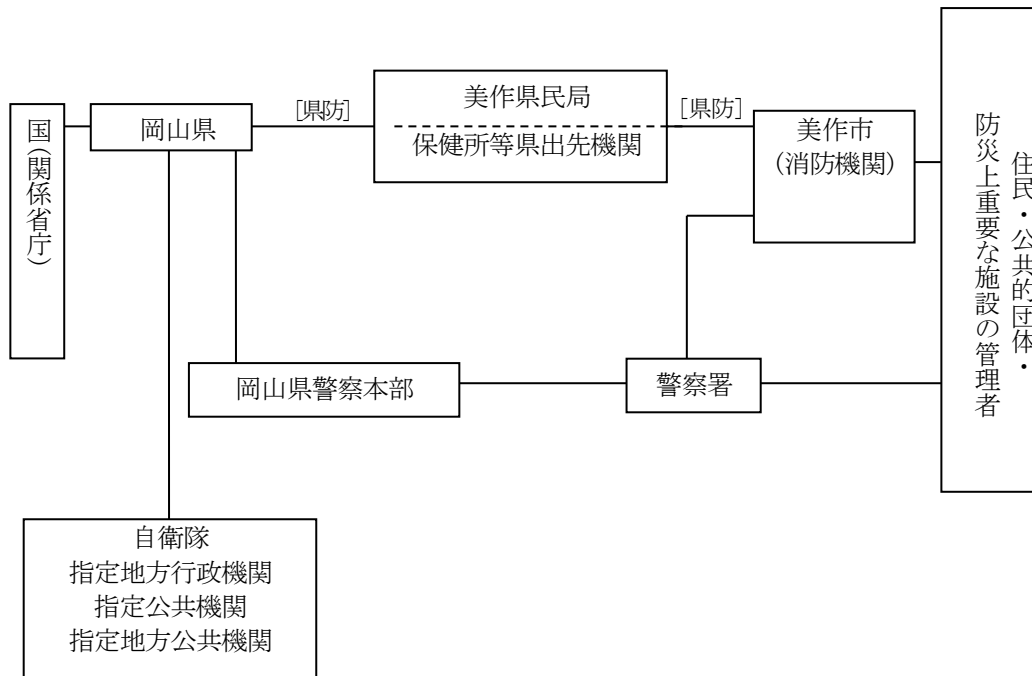 国(関係省庁)
岡山県
[県防]
美作県民局
保健所等県出先機関
[県防]
美作市
(消防機関)
住民・公共的団体・
防災上重要な施設の管理者
岡山県警察本部
警察署
自衛隊
指定地方行政機関
指定公共機関
指定地方公共機関